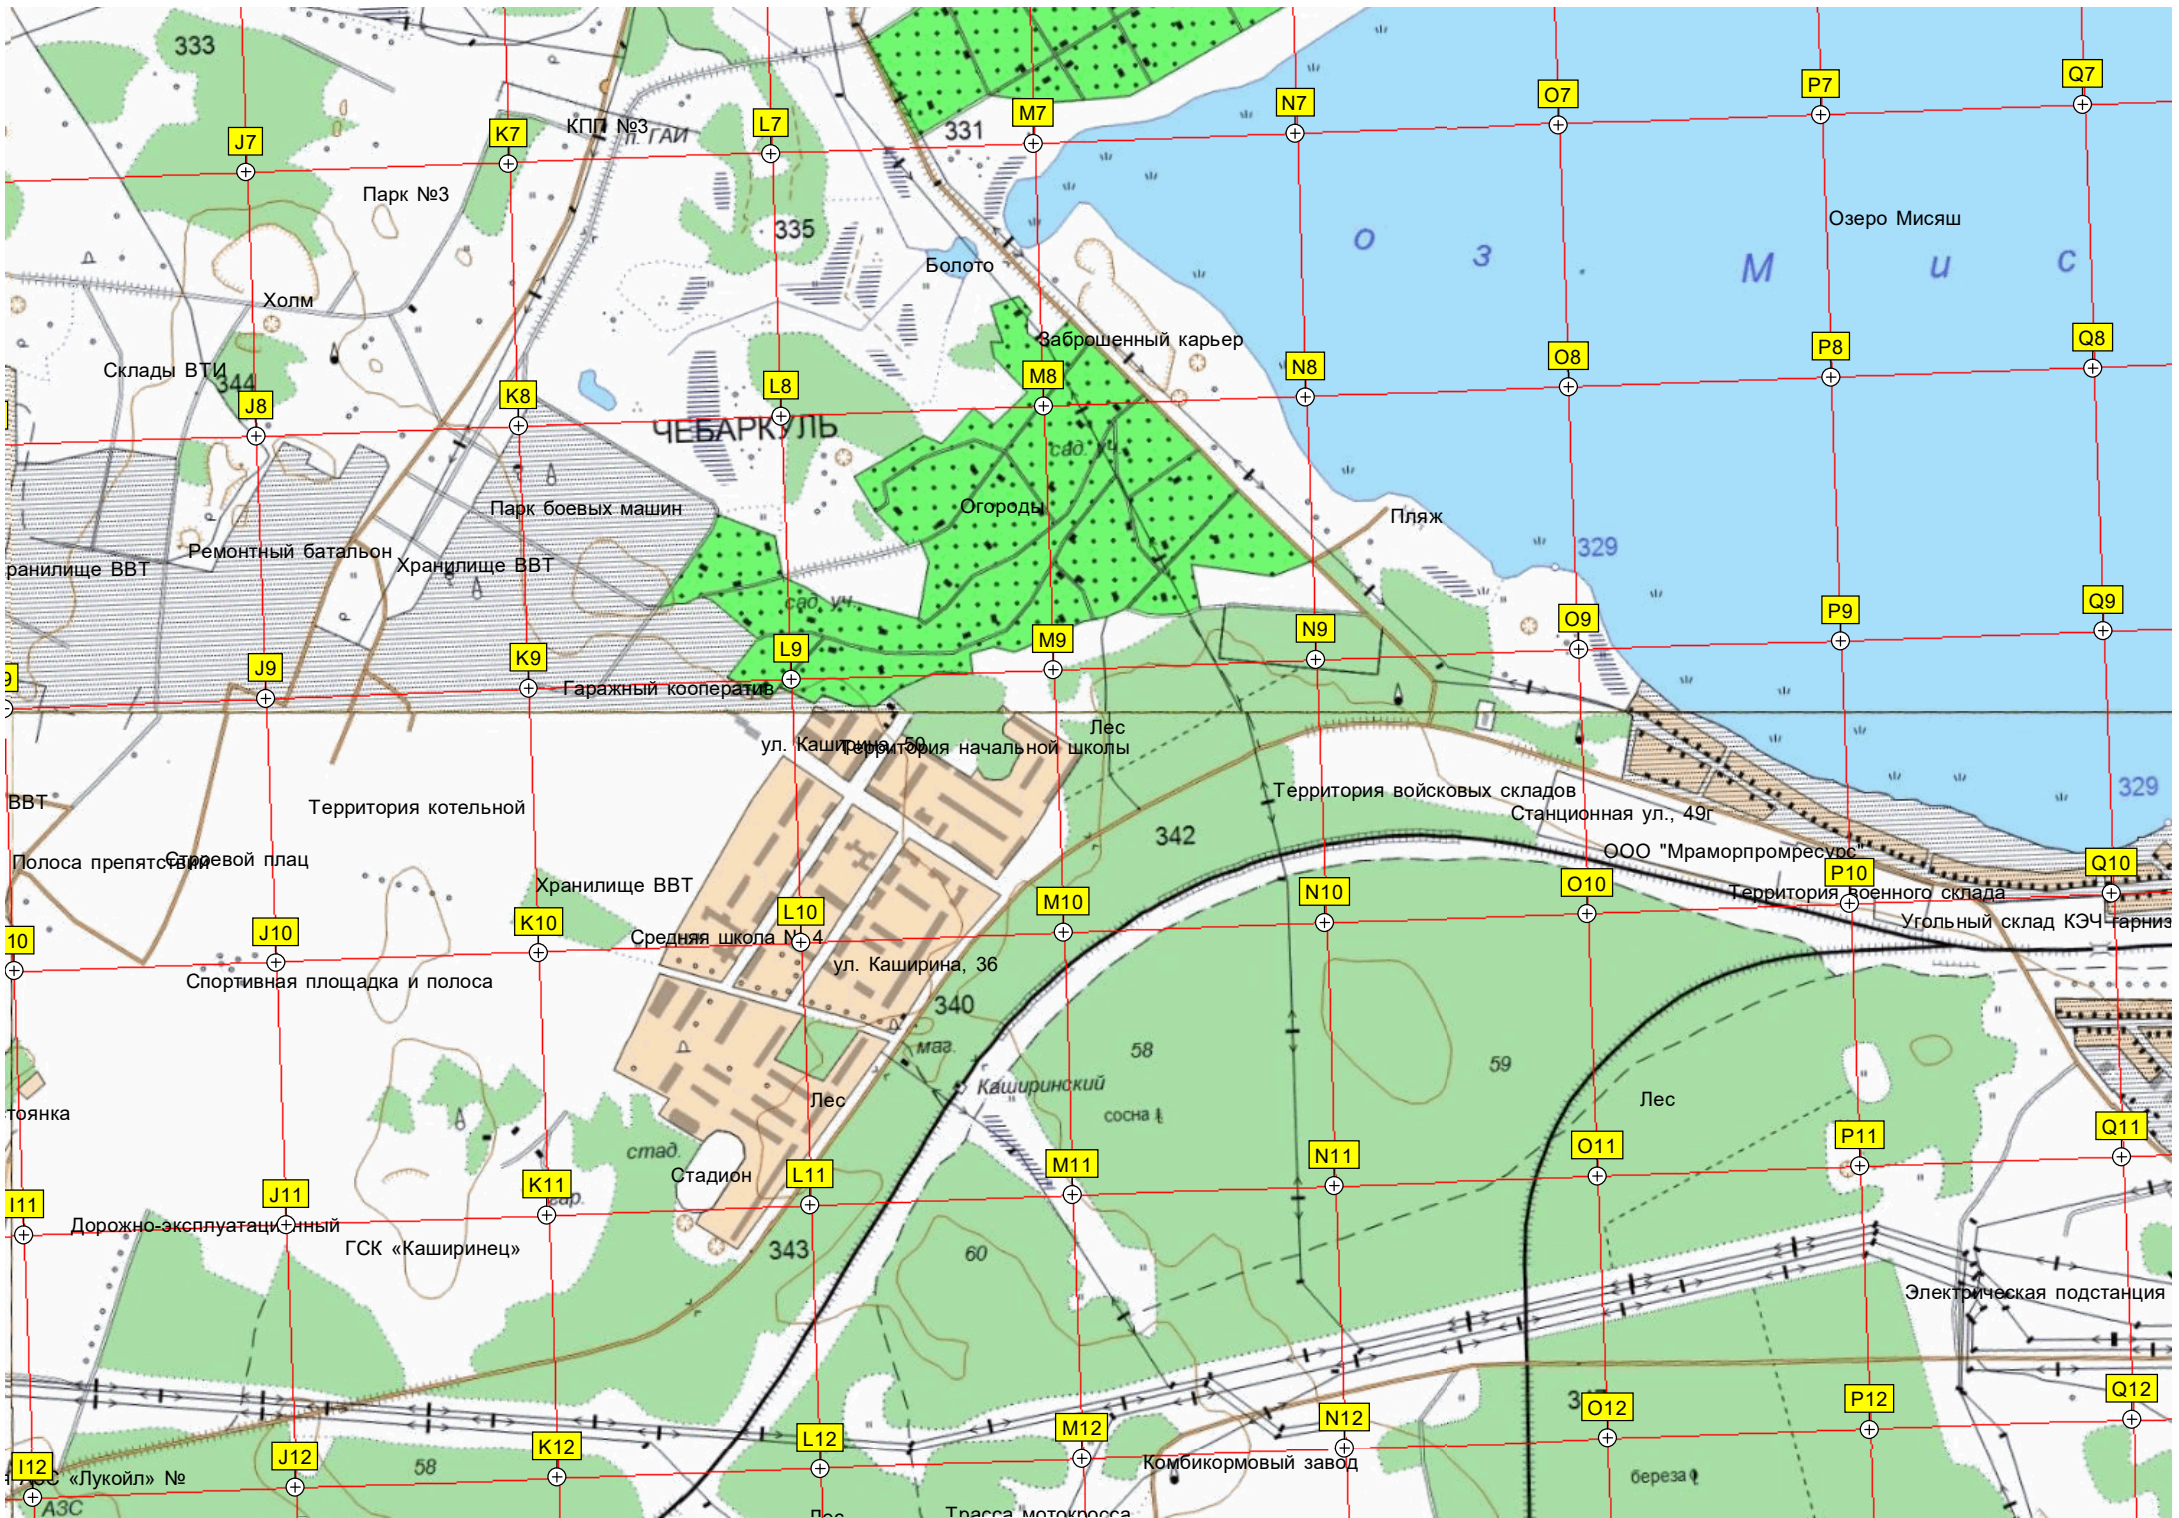 333
J7
K7
КПП №3
п. ГАИ
L7
331
M7
N7
O7
P7
Q7
Парк №3
335
Болото
о з М и с
Озеро Мисяш
Холм
Склады ВТИ
344
Заброшенный карьер
J8
K8
L8
M8
N8
O8
P8
Q8
ЧЕБАРКУЛЬ
сад. уч.
Парк боевых машин
Огороды
Пляж
329
Ремонтный батальон
ранилище ВВТ
Хранилище ВВТ
сад. уч.
9
J9
K9
L9
M9
N9
O9
P9
Q9
Гаражный кооператив
Лес
ул. Каширина, 50
Территория начальной школы
ВВТ
Территория котельной
Территория войсковых складов
Станционная ул., 49г
329
342
Полоса препятствий
Строевой плац
ООО "Мраморпромресурс"
Хранилище ВВТ
10
J10
K10
L10
M10
N10
O10
P10
Q10
Территория военного склада
Угольный склад КЭЧ гарниз
Средняя школа № 4
ул. Каширина, 36
Спортивная площадка и полоса
340
маг.
58
59
Каширинский
сосна
Лес
Лес
тоянка
стад.
Стадион
I11
J11
K11
L11
M11
N11
O11
P11
Q11
гар.
Дорожно-эксплуатационный
ГСК «Каширинец»
343
60
Электрическая подстанция
I12
J12
K12
L12
M12
N12
O12
P12
Q12
58
Комбикормовый завод
береза
«Лукойл» №
АЗС
Лес
Трасса мотокросса